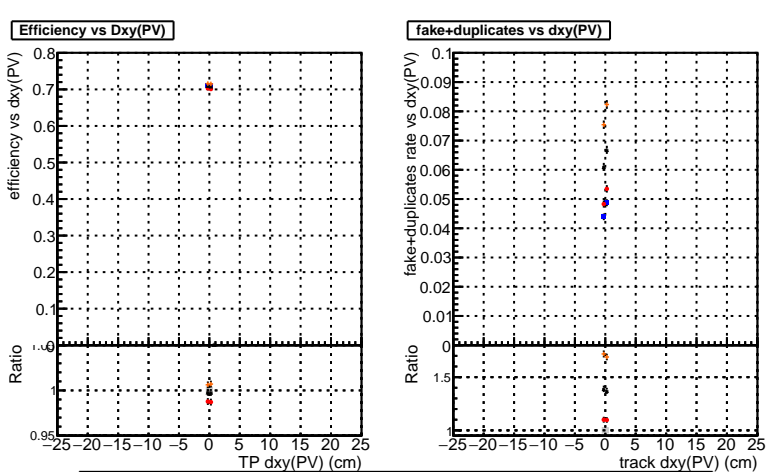 Efficiency vs Dxy(PV)
efficiency vs dxy(PV)
0.8
0.7
0.6
0.5
0.4
0.3
0.2
0.1
0
Ratio
1
0.95
−25 −20 −15 −10 −5 0 5 10 15 20 25
TP dxy(PV) (cm)
fake+duplicates vs dxy(PV)
fake+duplicates rate vs dxy(PV)
0.1
0.09
0.08
0.07
0.06
0.05
0.04
0.03
0.02
0.01
0
Ratio
1.5
1
−25 −20 −15 −10 −5 0 5 10 15 20 25
track dxy(PV) (cm)